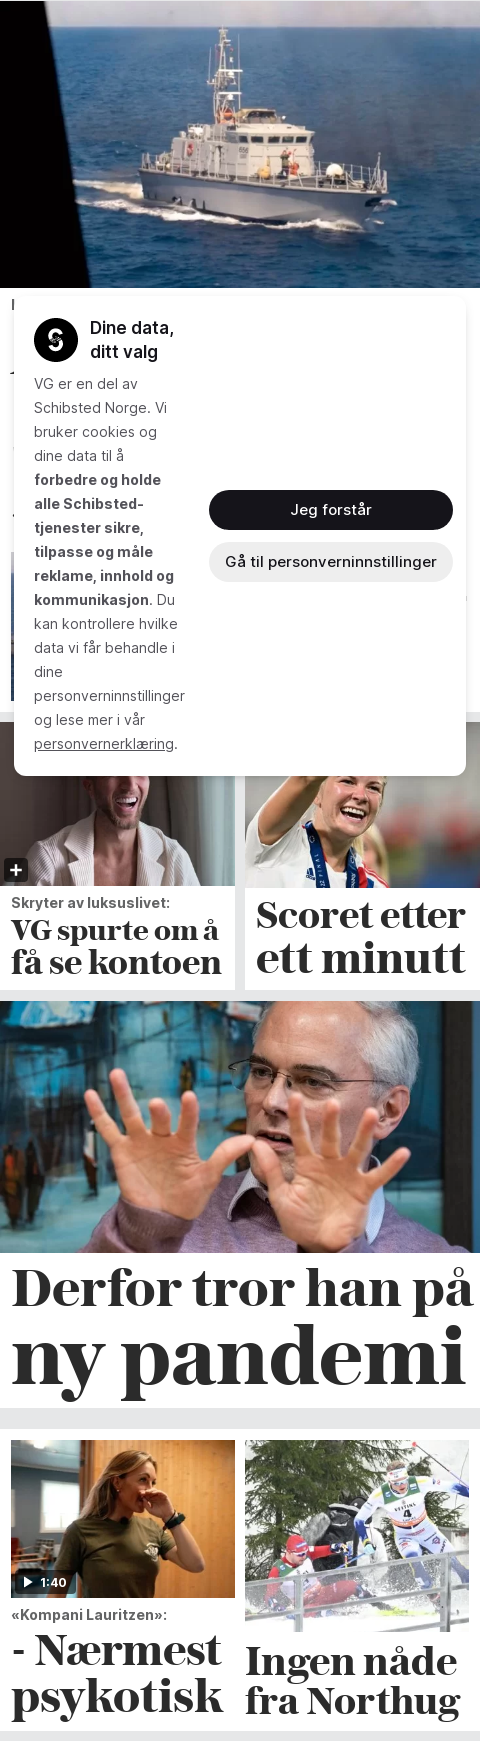 Dine data,
ditt valg
VG er en del av
Schibsted Norge. Vi
bruker cookies og
dine data til å
forbedre og holde
alle Schibsted-
tjenester sikre,
tilpasse og måle
reklame, innhold og
kommunikasjon. Du
kan kontrollere hvilke
data vi får behandle i
dine
personverninnstillinger
og lese mer i vår
personvernerklæring.
Jeg forstår
Gå til personverninnstillinger
Skryter av luksuslivet:
VG spurte om å
få se kontoen
Scoret etter
ett minutt
Derfor tror han på
ny pandemi
1:40
«Kompani Lauritzen»:
- Nærmest
psykotisk
4
Ingen nåde
fra Northug